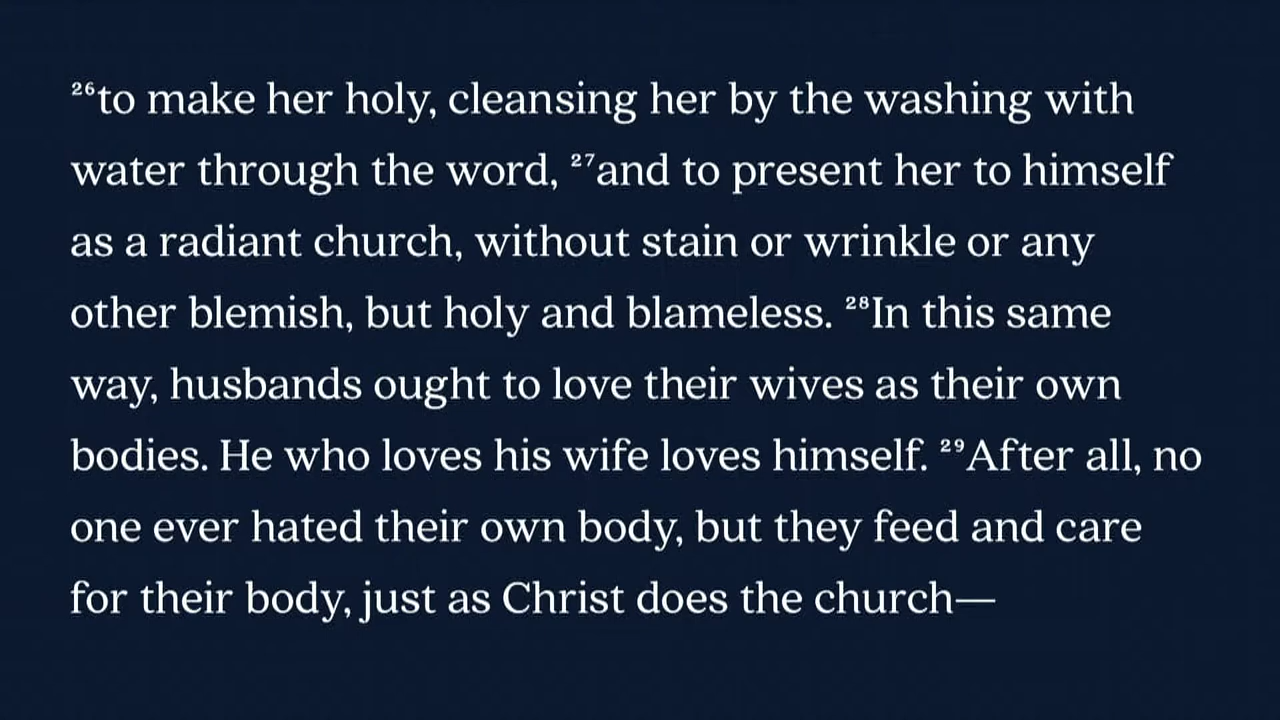 ²⁶to make her holy, cleansing her by the washing with
water through the word, ²⁷and to present her to himself
as a radiant church, without stain or wrinkle or any
other blemish, but holy and blameless. ²⁸In this same
way, husbands ought to love their wives as their own
bodies. He who loves his wife loves himself. ²⁹After all, no
one ever hated their own body, but they feed and care
for their body, just as Christ does the church—